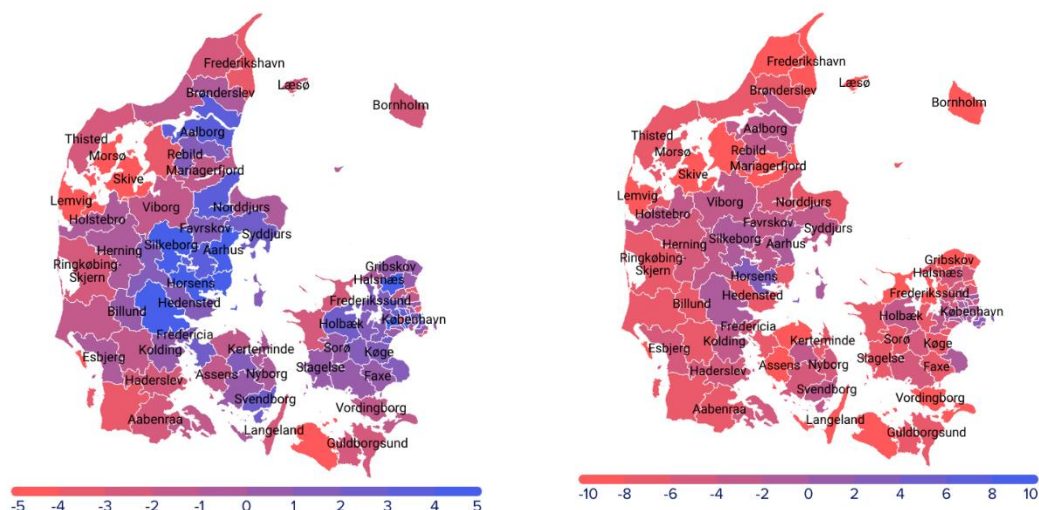 Frederikshavn
Læsø
Brønderslev
Bornholm
Aalborg
Thisted
Rebild
Morsø
Mariagerfjord
Skive
Lemvig
Viborg
Norddjurs
Holstebro
Favrskov
Syddjurs
Silkeborg
Aarhus
Herning
Ringkøbing-
Skjern
Horsens
Gribskov
Halsnæs
Hedensted
Frederikssund
Billund
København
Holbæk
Fredericia
Esbjerg
Kolding
Kerteminde
Sorø
Køge
Slagelse
Haderslev
Assens
Nyborg
Faxe
Svendborg
Vordingborg
Aabenraa
Langeland
Guldborgsund
-5 -4 -3 -2 -1 0 1 2 3 4 5
Frederikshavn
Læsø
Brønderslev
Bornholm
Aalborg
Thisted
Rebild
Morsø
Mariagerfjord
Skive
Lemvig
Viborg
Norddjurs
Holstebro
Favrskov
Syddjurs
Silkeborg
Aarhus
Herning
Ringkøbing-
Skjern
Horsens
Gribskov
Halsnæs
Hedensted
Frederikssund
Billund
København
Holbæk
Fredericia
Esbjerg
Kolding
Kerteminde
Sorø
Køge
Slagelse
Haderslev
Assens
Nyborg
Faxe
Svendborg
Vordingborg
Aabenraa
Langeland
Guldborgsund
-10 -8 -6 -4 -2 0 2 4 6 8 10